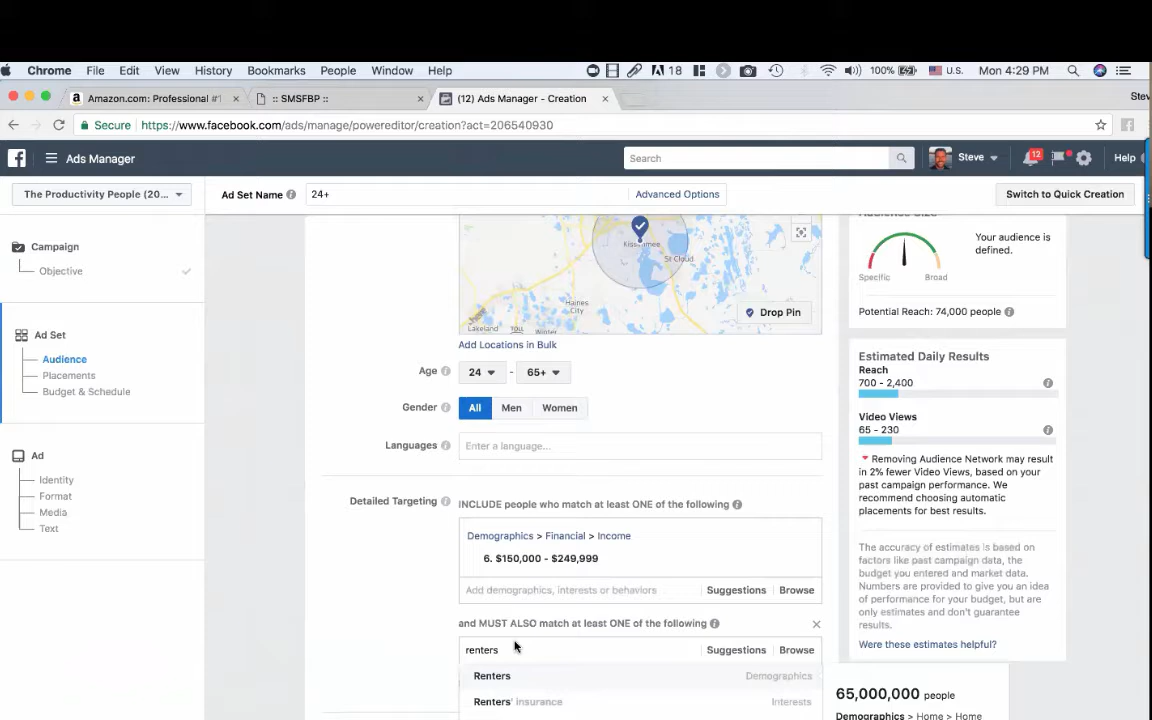 Chrome File Edit View History Bookmarks People Window Help 18 100% U.S. Mon 4:29 PM
a Amazon.com: Professional #1 × :: SMSFBP :: × (12) Ads Manager - Creation × Stev
Secure https://www.facebook.com/ads/manage/powereditor/creation?act=206540930
Ads Manager Search Steve 12 Help
The Productivity People (20... Ad Set Name 24+ Advanced Options Switch to Quick Creation
Campaign
Objective
Ad Set
Audience
Placements
Budget & Schedule
Ad
Identity
Format
Media
Text
Kissimmee
St Cloud
Haines
City
Lakeland
Winter
Drop Pin
Add Locations in Bulk
Age 24 - 65+
Gender All Men Women
Languages Enter a language...
Detailed Targeting INCLUDE people who match at least ONE of the following
Demographics > Financial > Income
6. $150,000 - $249,999
Add demographics, interests or behaviors Suggestions Browse
and MUST ALSO match at least ONE of the following ×
renters Suggestions Browse
Renters Demographics
Renters' insurance Interests
Audience Size
Your audience is
defined.
Specific Broad
Potential Reach: 74,000 people
Estimated Daily Results
Reach
700 - 2,400
Video Views
65 - 230
Removing Audience Network may result
in 2% fewer Video Views, based on your
past campaign performance. We
recommend choosing automatic
placements for best results.
The accuracy of estimates is based on
factors like past campaign data, the
budget you entered and market data.
Numbers are provided to give you an idea
of performance for your budget, but are
only estimates and don't guarantee
results.
Were these estimates helpful?
65,000,000 people
Demographics > Home > Home